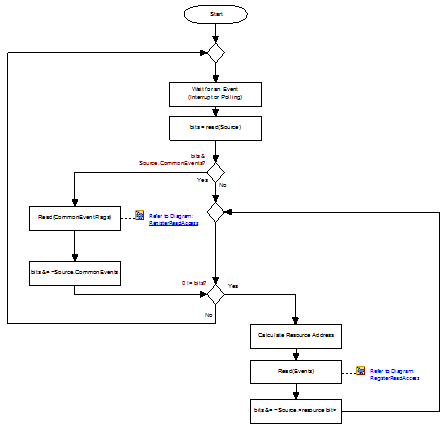 Start
Wait for an Event
(Interrupt or Polling)
bits = read(Source)
bits &
Source.CommonEvents?
Yes
No
Read(CommonEventFlags)
Refer to Diagram:
RegisterReadAccess
bits &= ~Source.CommonEvents
0 != bits?
Yes
No
Calculate Resource Address
Read(Events)
Refer to Diagram:
RegisterReadAccess
bits &= ~Source.<resource bit>